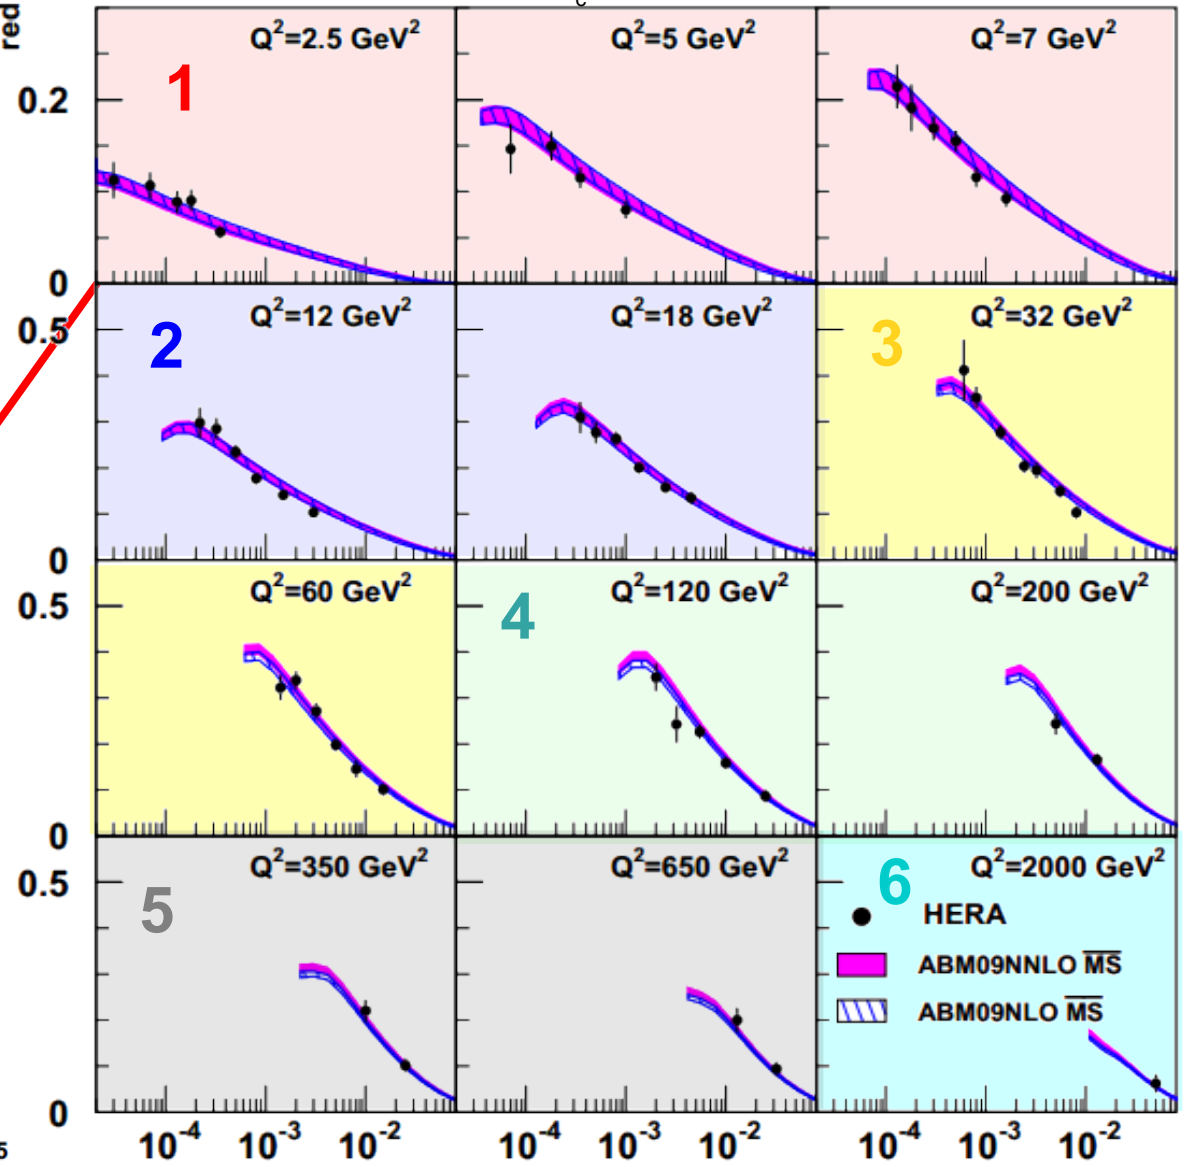 c
red
Q²=2.5 GeV²
Q²=5 GeV²
Q²=7 GeV²
1
0.2
0
Q²=12 GeV²
Q²=18 GeV²
Q²=32 GeV²
0.5
2
3
0
Q²=60 GeV²
Q²=120 GeV²
Q²=200 GeV²
0.5
4
0
Q²=350 GeV²
Q²=650 GeV²
Q²=2000 GeV²
0.5
5
6
HERA
ABM09NNLO M̅S̅
ABM09NLO M̅S̅
0
5
10⁻⁴ 10⁻³ 10⁻²
10⁻⁴ 10⁻³ 10⁻²
10⁻⁴ 10⁻³ 10⁻²